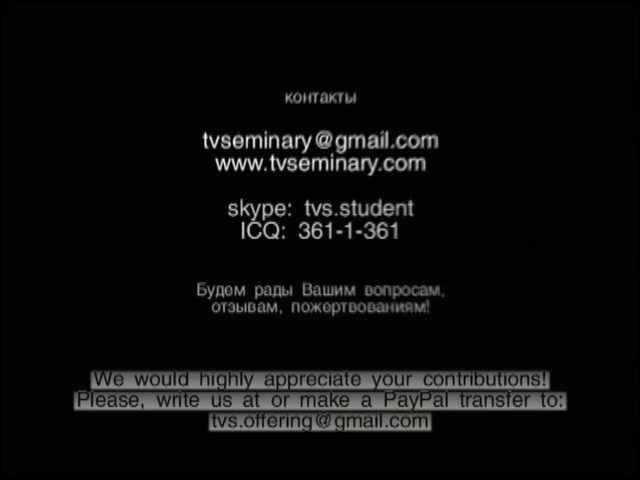 контакты
tvseminary@gmail.com
www.tvseminary.com
skype: tvs.student
ICQ: 361-1-361
Будем рады Вашим вопросам,
отзывам, пожертвованиям!
We would highly appreciate your contributions!
Please, write us at or make a PayPal transfer to:
tvs.offering@gmail.com